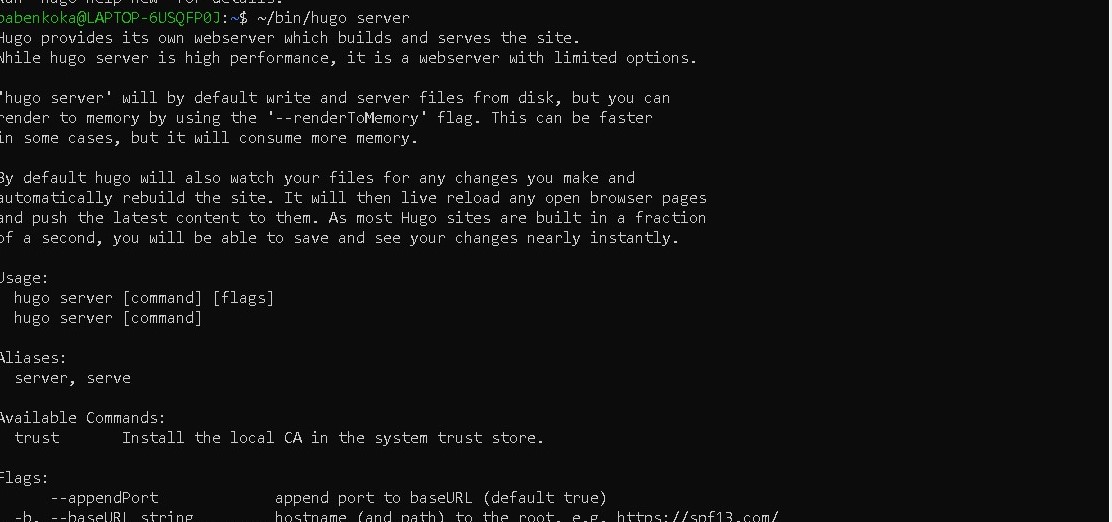 babenkoka@LAPTOP-6USQFP0J:~$ ~/bin/hugo server
Hugo provides its own webserver which builds and serves the site.
While hugo server is high performance, it is a webserver with limited options.
'hugo server' will by default write and server files from disk, but you can
render to memory by using the '--renderToMemory' flag. This can be faster
in some cases, but it will consume more memory.
By default hugo will also watch your files for any changes you make and
automatically rebuild the site. It will then live reload any open browser pages
and push the latest content to them. As most Hugo sites are built in a fraction
of a second, you will be able to save and see your changes nearly instantly.
Usage:
hugo server [command] [flags]
hugo server [command]
Aliases:
server, serve
Available Commands:
trust Install the local CA in the system trust store.
Flags:
--appendPort append port to baseURL (default true)
-b, --baseURL string hostname (and path) to the root, e.g. https://spf13.com/